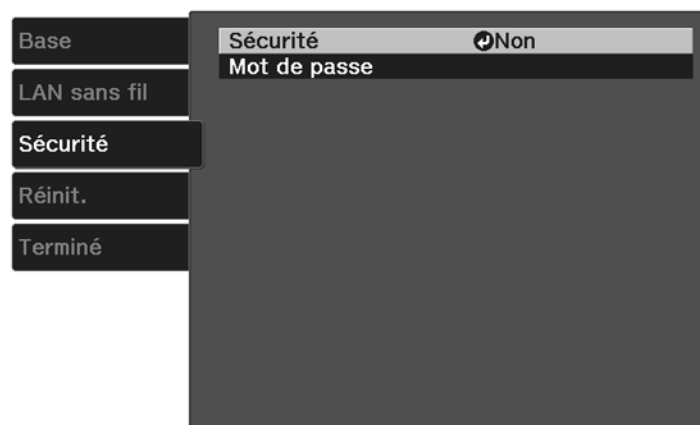 Base
LAN sans fil
Sécurité
Réinit.
Terminé
Sécurité Non
Mot de passe